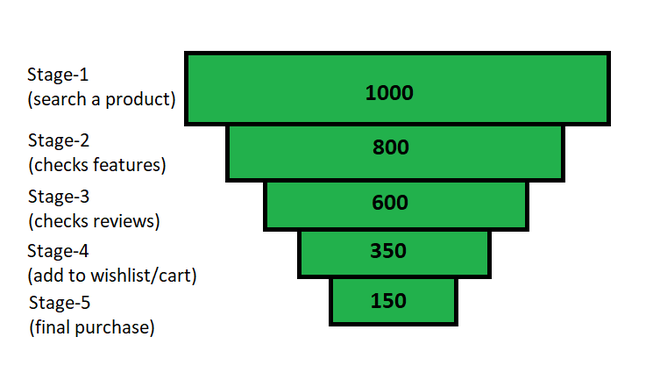 Stage-1
(search a product)
1000
Stage-2
(checks features)
800
Stage-3
(checks reviews)
600
Stage-4
(add to wishlist/cart)
350
Stage-5
(final purchase)
150